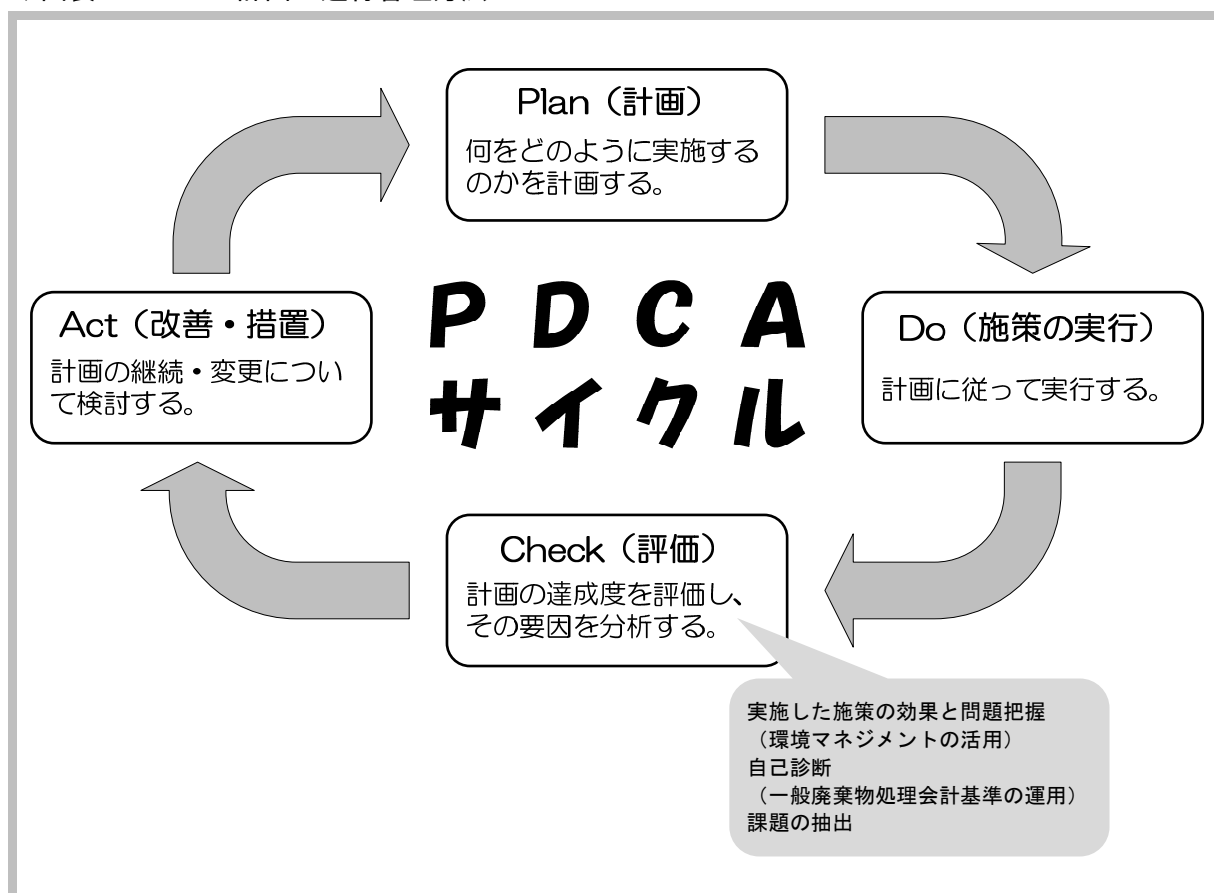 Plan（計画）
何をどのように実施する
のかを計画する。
Act（改善・措置）
計画の継続・変更につい
て検討する。
ＰＤＣＡ
サイクル
Do（施策の実行）
計画に従って実行する。
Check（評価）
計画の達成度を評価し、
その要因を分析する。
実施した施策の効果と問題把握
（環境マネジメントの活用）
自己診断
（一般廃棄物処理会計基準の運用）
課題の抽出